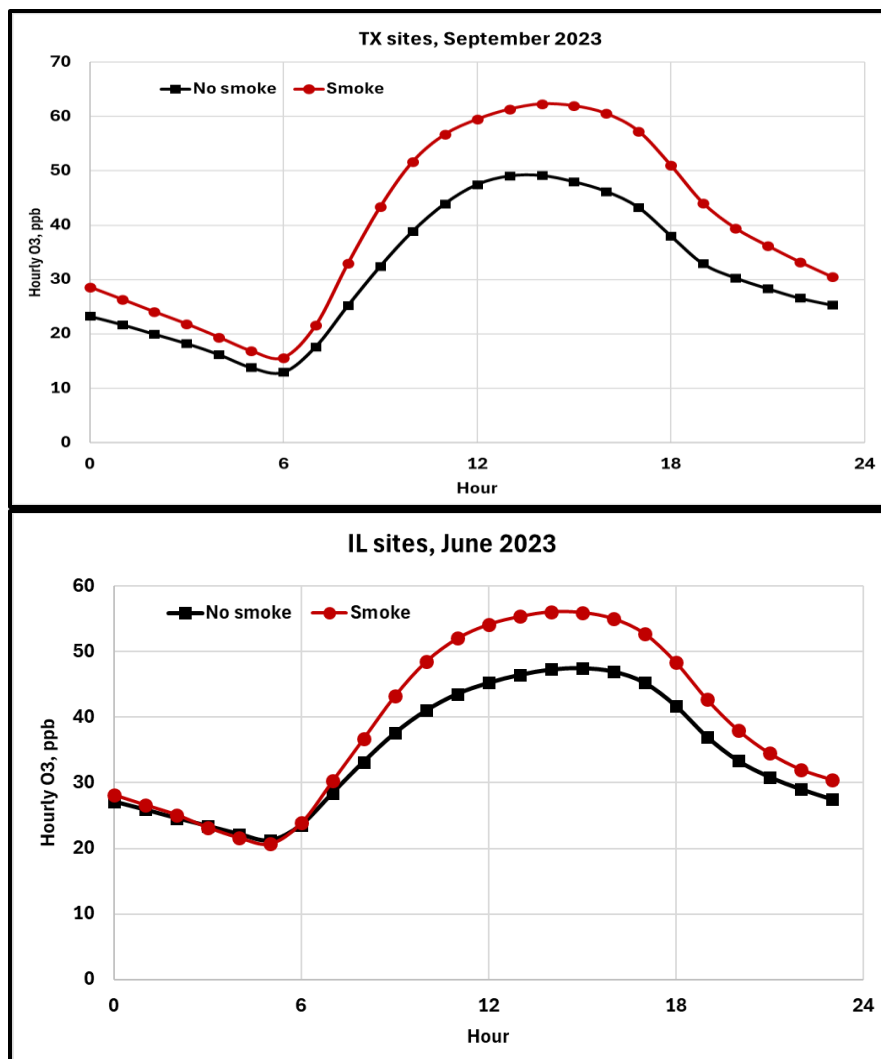 TX sites, September 2023
70
No smoke
Smoke
60
50
40
30
20
10
0
Hourly O3, ppb
0 6 12 18 24
Hour
IL sites, June 2023
60
No smoke
Smoke
50
40
30
20
10
0
Hourly O3, ppb
0 6 12 18 24
Hour